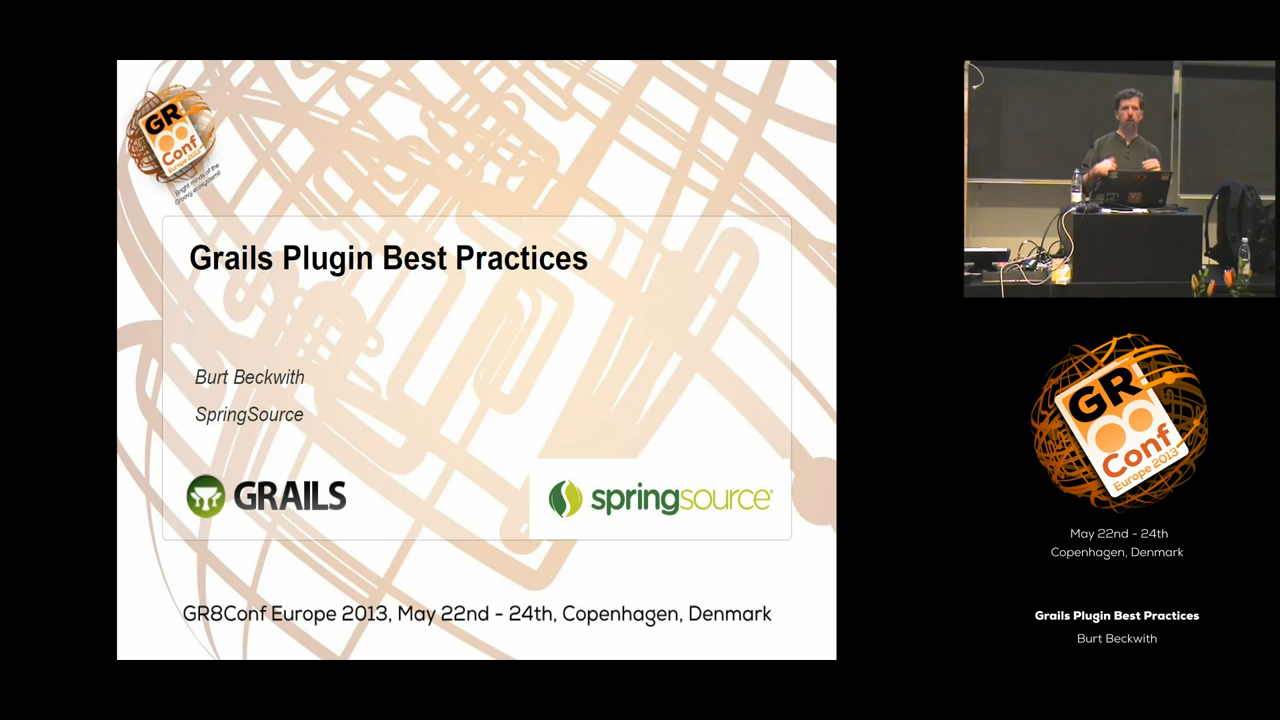 GR
Conf
Europe 2013
Bright minds of the
Groovy ecosystem!
Grails Plugin Best Practices
Burt Beckwith
SpringSource
GRAILS
springsource
GR8Conf Europe 2013, May 22nd - 24th, Copenhagen, Denmark
GR
Conf
Europe 2013
May 22nd - 24th
Copenhagen, Denmark
Grails Plugin Best Practices
Burt Beckwith